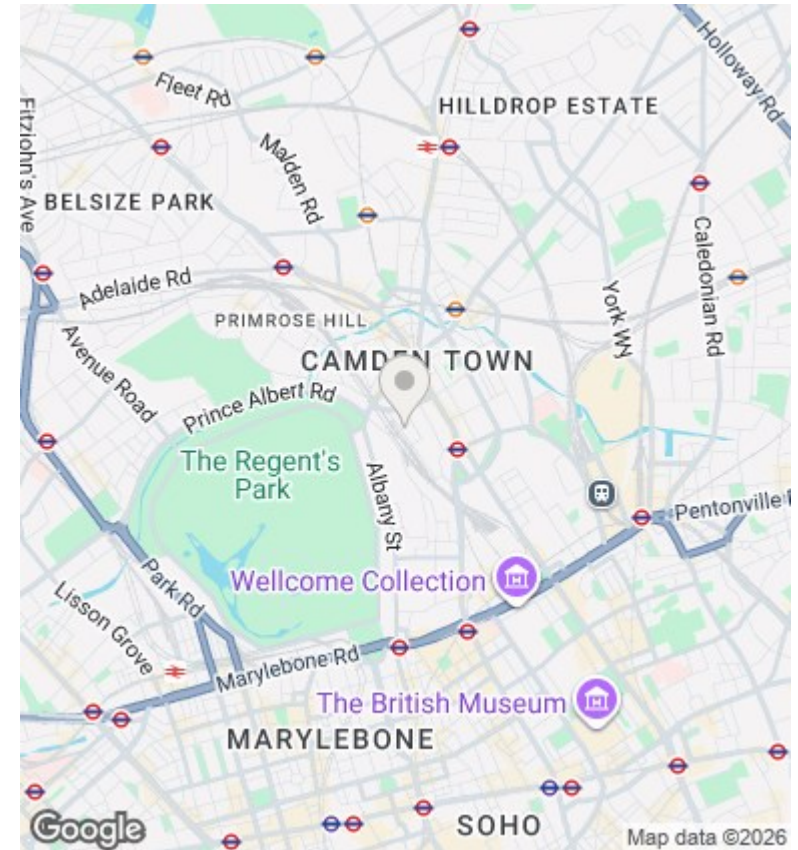 Holloway Rd
Fleet Rd
HILLDROP ESTATE
Fitzjohn's Ave
Malden Rd
BELSIZE PARK
Caledonian Rd
Adelaide Rd
York Wy
PRIMROSE HILL
Avenue Road
CAMDEN TOWN
Prince Albert Rd
The Regent's
Park
Albany St
Pentonville
Wellcome Collection
Park Rd
Lisson Grove
Marylebone Rd
The British Museum
MARYLEBONE
SOHO
Google
Map data ©2026